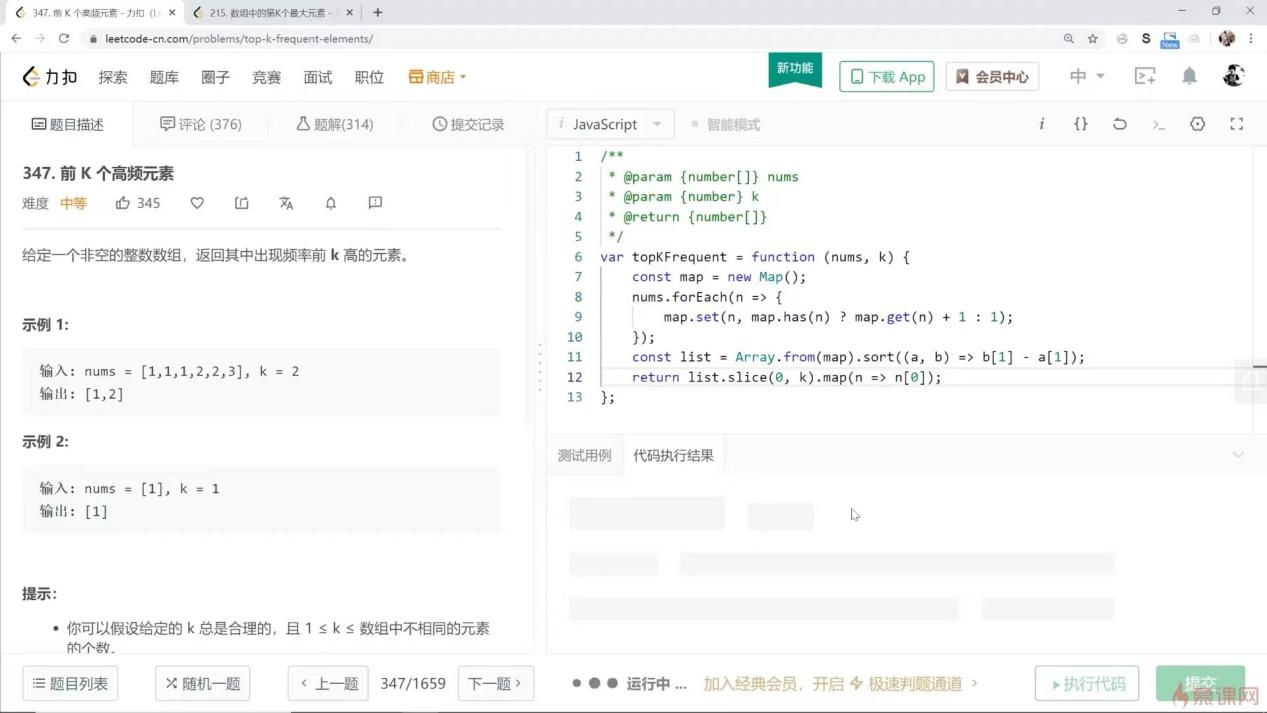 347. 前 K 个高频元素 - 力扣（Le
215. 数组中的第K个最大元素 -
leetcode-cn.com/problems/top-k-frequent-elements/
S
New
力扣 探索 题库 圈子 竞赛 面试 职位 商店
新功能
下载 App
会员中心
中
题目描述
评论 (376)
题解(314)
提交记录
i JavaScript
智能模式
347. 前 K 个高频元素
难度 中等 345
给定一个非空的整数数组，返回其中出现频率前 k 高的元素。
示例 1:
输入: nums = [1,1,1,2,2,3], k = 2
输出: [1,2]
示例 2:
输入: nums = [1], k = 1
输出: [1]
提示:
• 你可以假设给定的 k 总是合理的，且 1 ≤ k ≤ 数组中不相同的元素
的个数。
1 /**
2 * @param {number[]} nums
3 * @param {number} k
4 * @return {number[]}
5 */
6 var topKFrequent = function (nums, k) {
7 const map = new Map();
8 nums.forEach(n => {
9 map.set(n, map.has(n) ? map.get(n) + 1 : 1);
10 });
11 const list = Array.from(map).sort((a, b) => b[1] - a[1]);
12 return list.slice(0, k).map(n => n[0]);
13 };
测试用例
代码执行结果
题目列表
随机一题
< 上一题
347/1659
下一题 >
运行中 ...
加入经典会员，开启 极速判题通道 >
执行代码
提交
慕课网